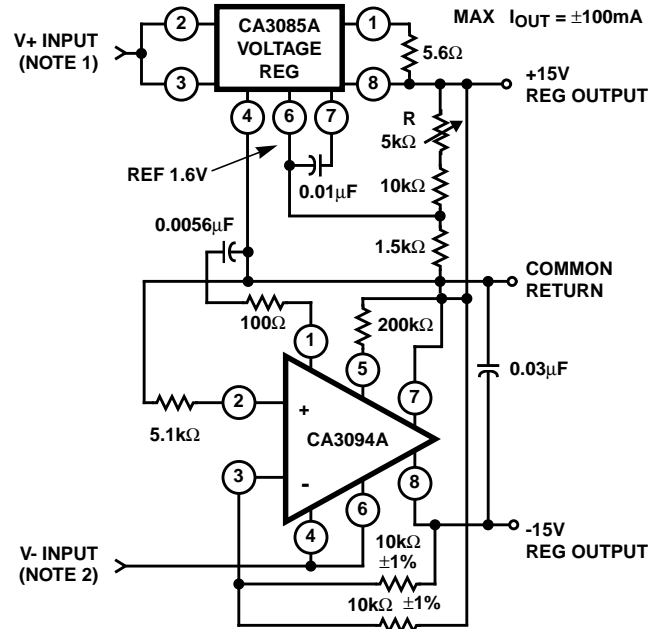 MAX I_OUT = ±100mA
V+ INPUT
(NOTE 1)
2
3
CA3085A
VOLTAGE
REG
1
8
5.6Ω
+15V
REG OUTPUT
4
6
7
R
5kΩ
REF 1.6V
0.01μF
10kΩ
0.0056μF
1.5kΩ
COMMON
RETURN
100Ω
200kΩ
1
5
7
0.03μF
2
+
5.1kΩ
CA3094A
3
-
8
6
4
-15V
REG OUTPUT
V- INPUT
(NOTE 2)
10kΩ
±1%
10kΩ ±1%